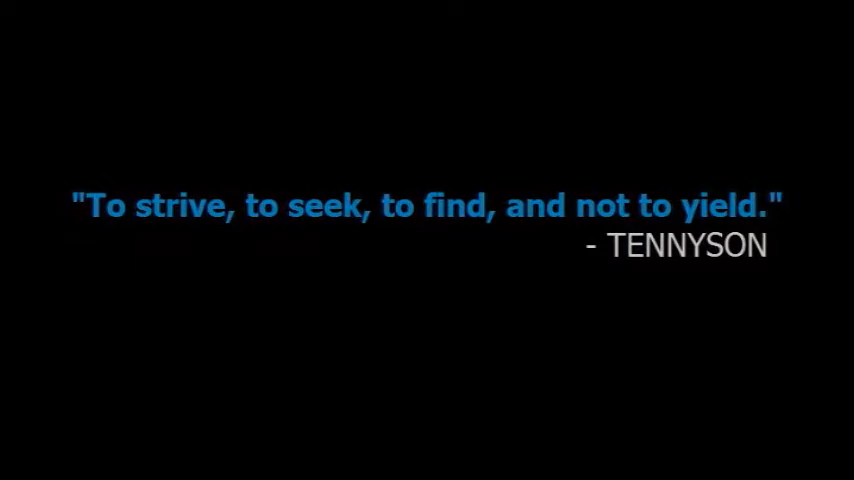 "To strive, to seek, to find, and not to yield."
- TENNYSON